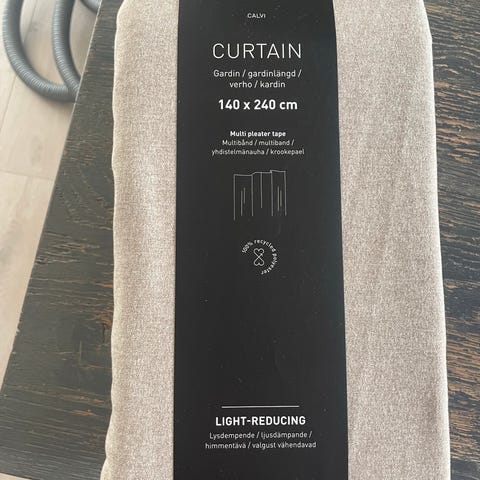 CALVI
CURTAIN
Gardin / gardinlängd /
verho / kardin
140 x 240 cm
Multi pleater tape
Multibånd / multiband /
yhdistelmänauha / krookepael
100% recycled polyester
LIGHT-REDUCING
Lysdempende / ljusdämpande /
himmentävä / valgust vähendavad